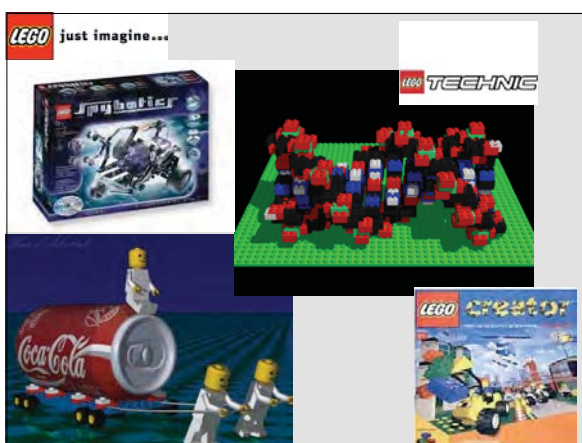 LEGO just imagine...
LEGO TECHNIC
LEGO
spybotics
Coca-Cola
LEGO creator